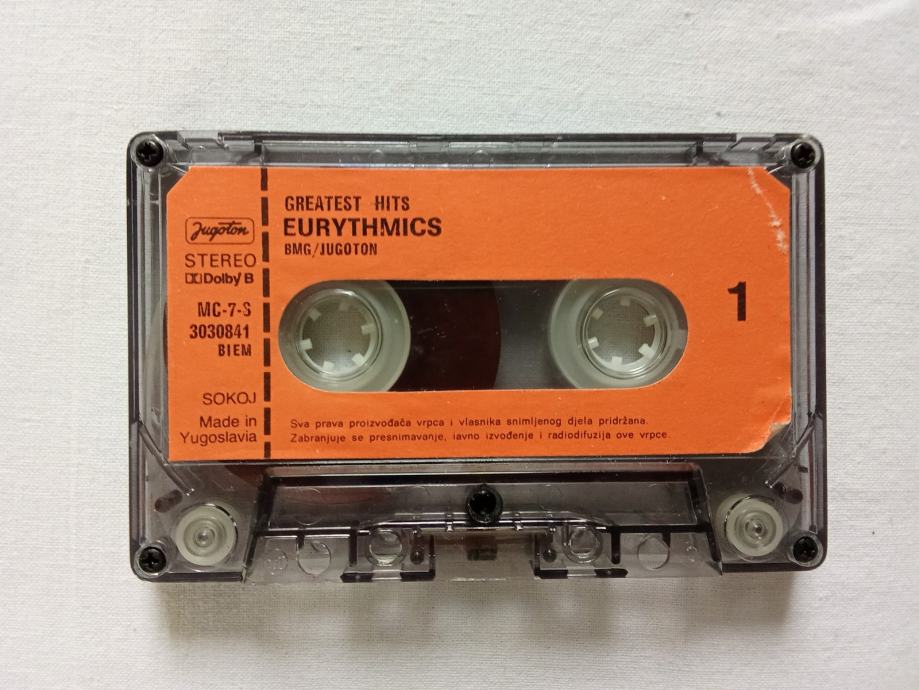 Jugoton
STEREO
Dolby B
MC-7-S
3030841
BIEM
SOKOJ
Made in
Yugoslavia
GREATEST HITS
EURYTHMICS
BMG/JUGOTON
1
Sva prava proizvođača vrpca i vlasnika snimljenog djela pridržana.
Zabranjuje se presnimavanje, iavno izvođenje i radiodifuzija ove vrpce.